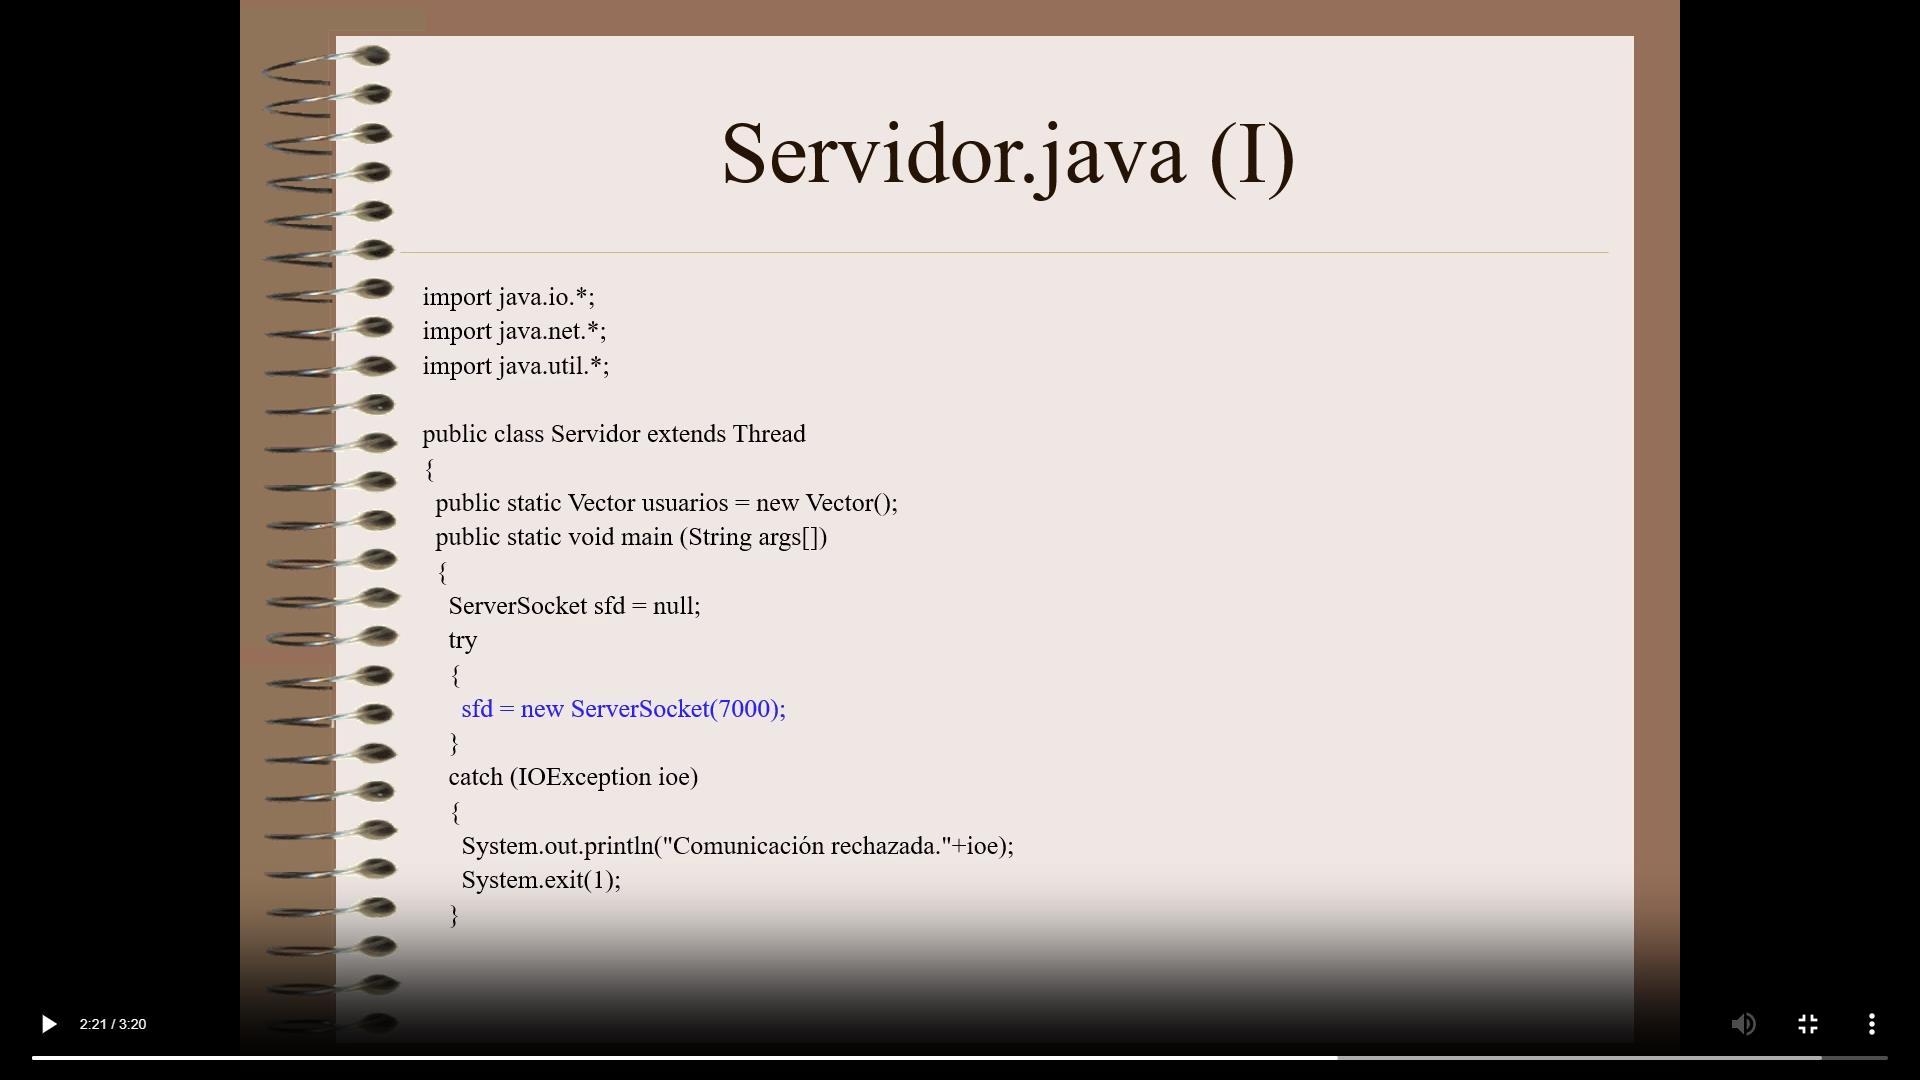 Servidor.java (I)
import java.io.*;
import java.net.*;
import java.util.*;
public class Servidor extends Thread
{
public static Vector usuarios = new Vector();
public static void main (String args[])
{
ServerSocket sfd = null;
try
{
sfd = new ServerSocket(7000);
}
catch (IOException ioe)
{
System.out.println("Comunicación rechazada."+ioe);
System.exit(1);
}
2:21 / 3:20